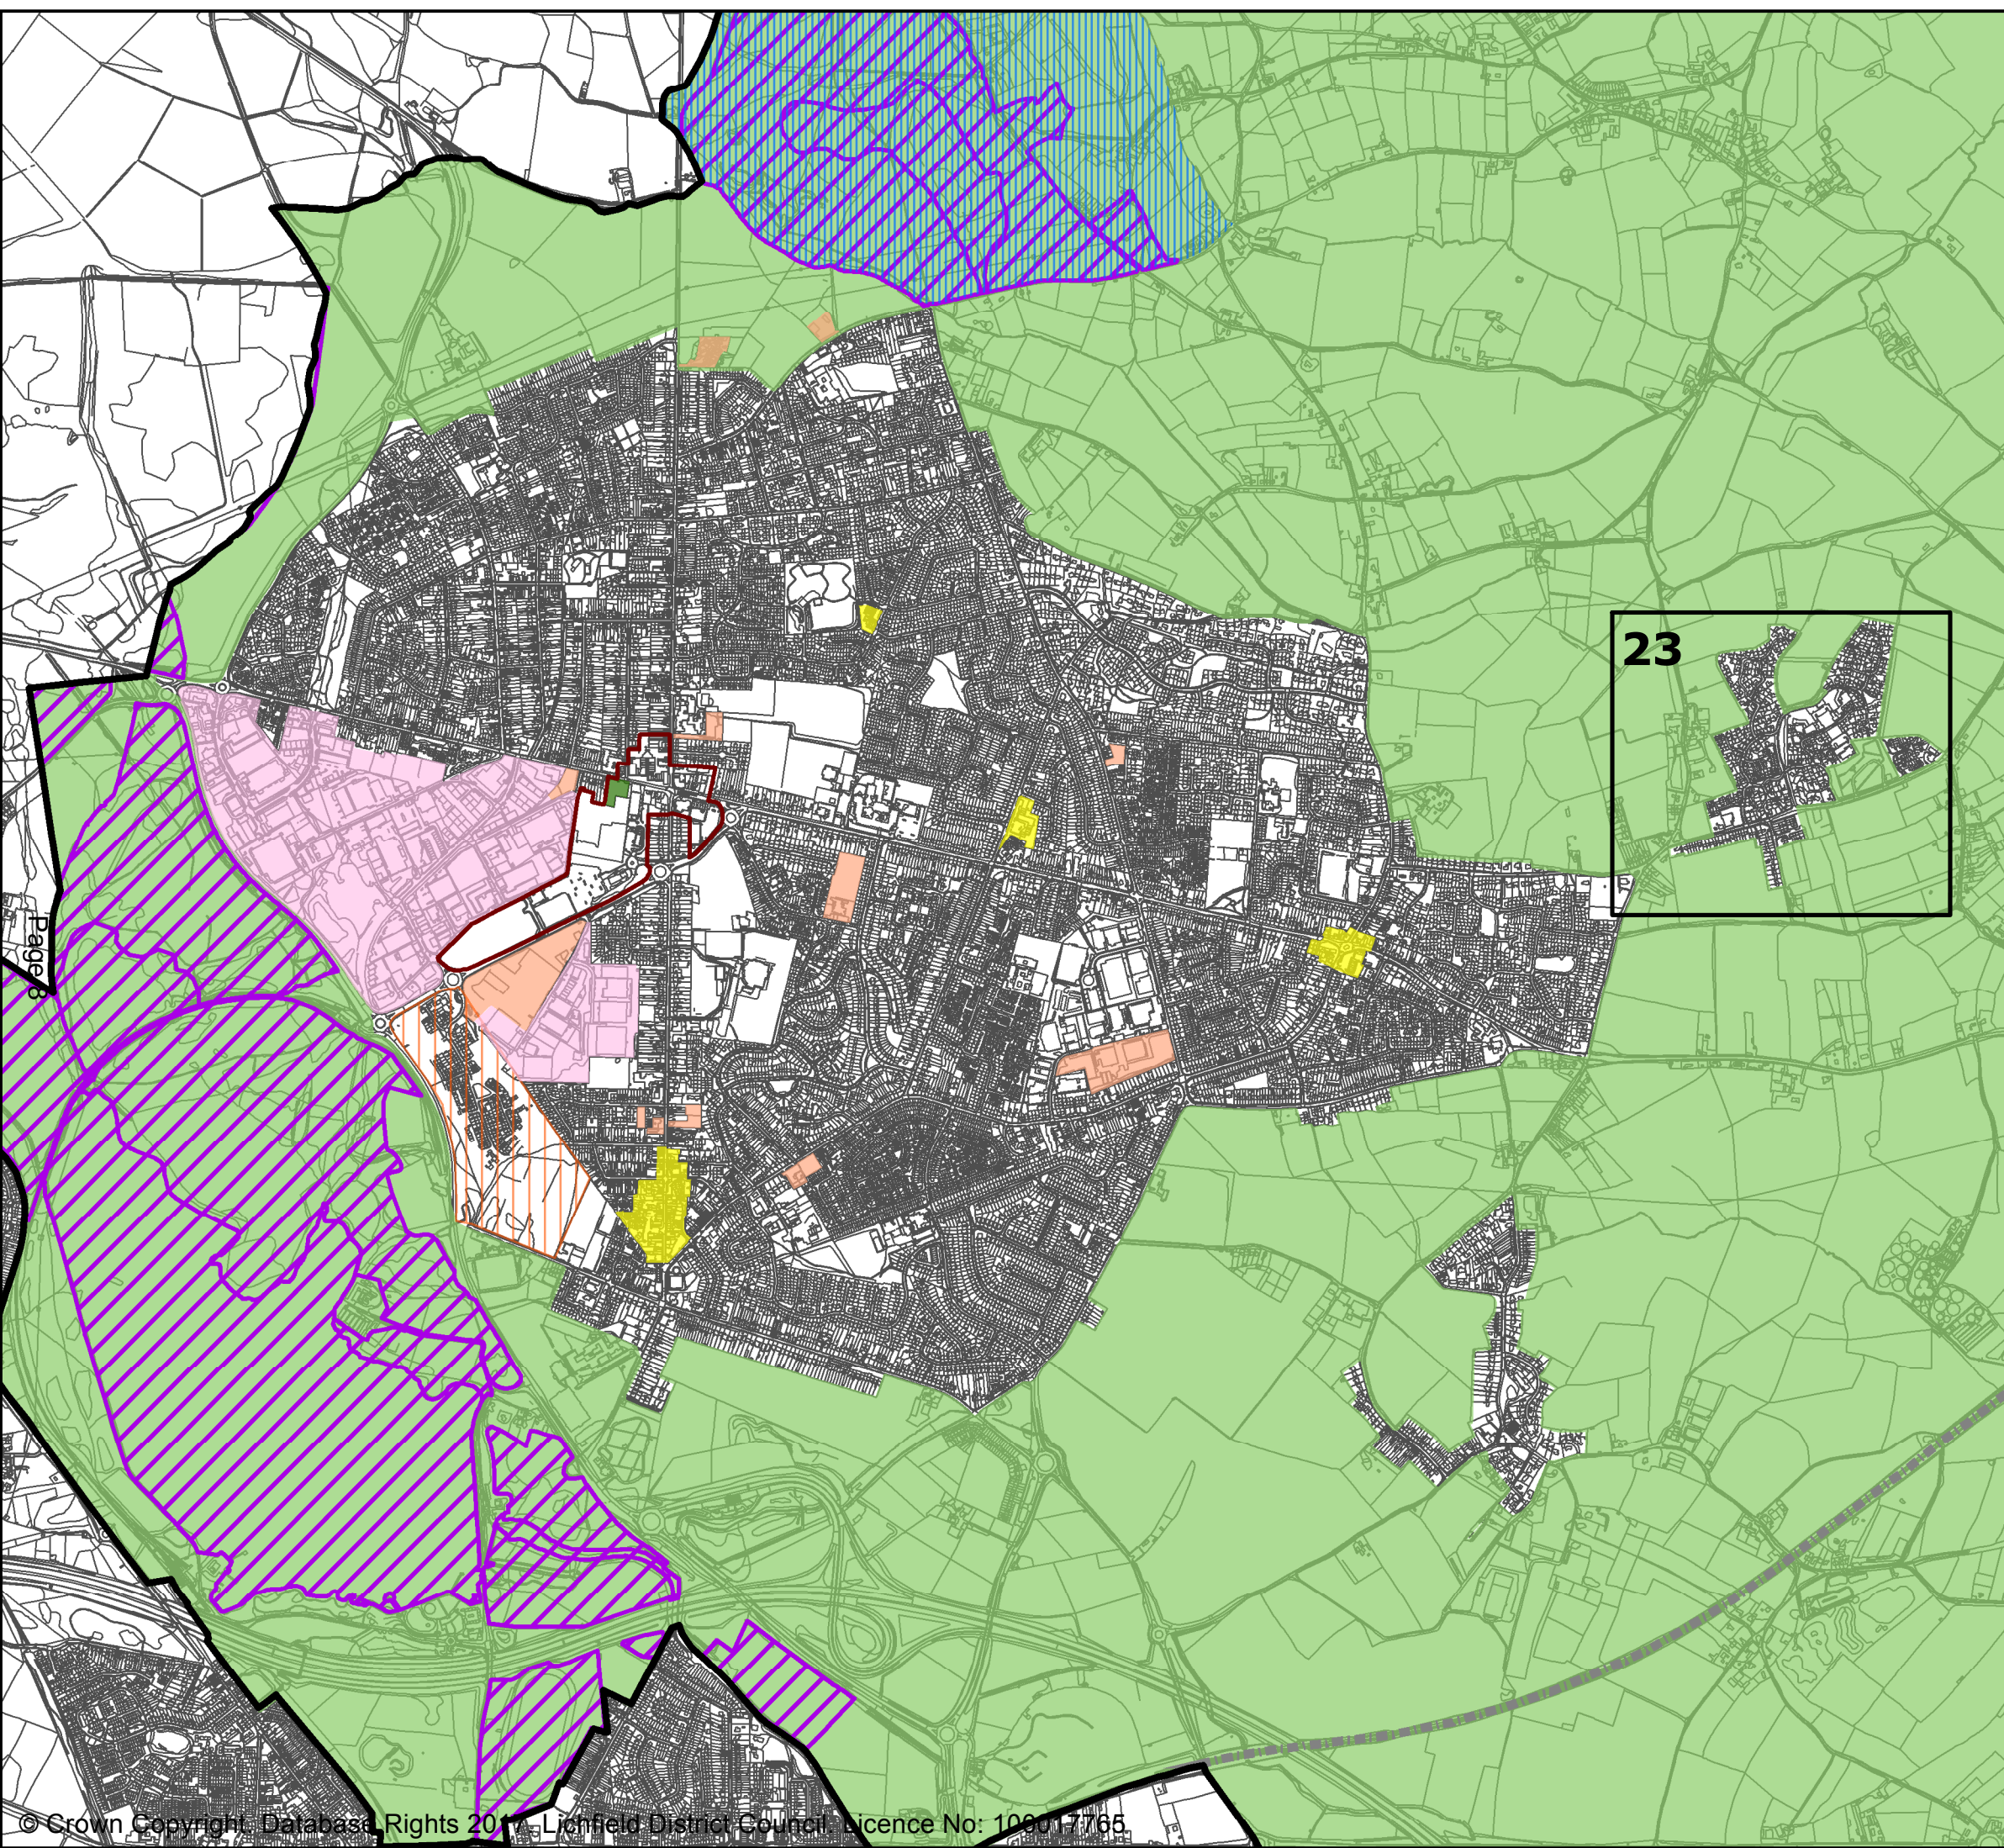 23
Page 8
© Crown Copyright. Database Rights 2017. Lichfield District Council. Licence No: 100017765.